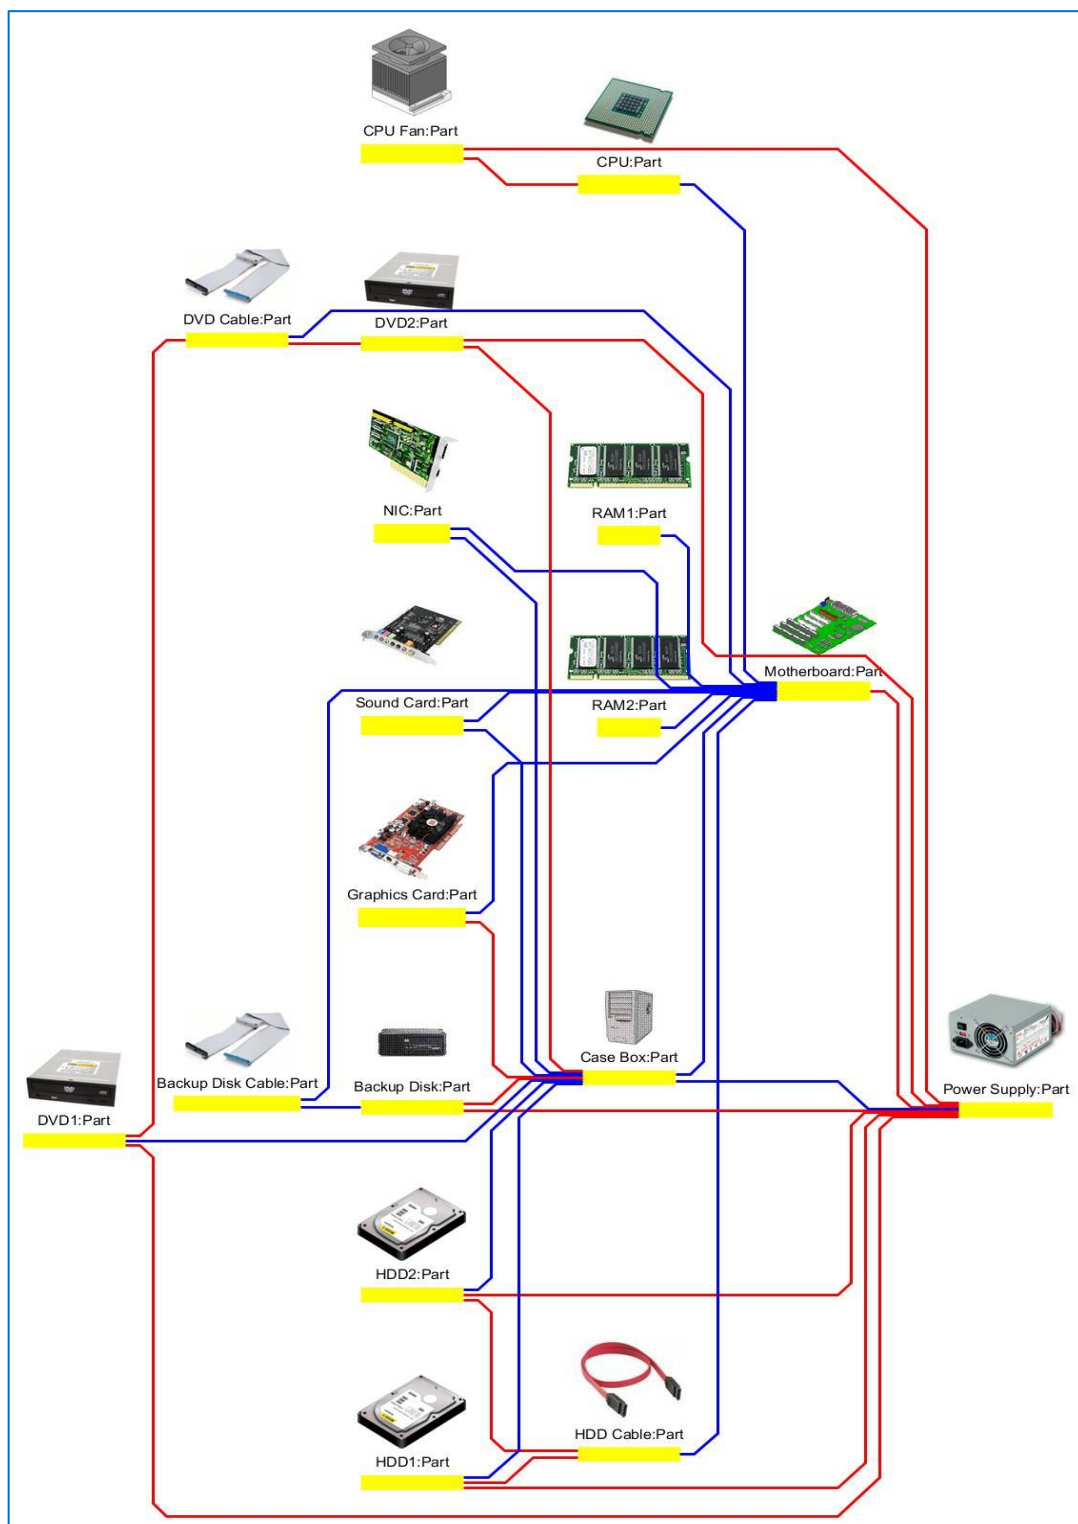 CPU Fan:Part
CPU:Part
DVD Cable:Part
DVD2:Part
NIC:Part
RAM1:Part
Motherboard:Part
Sound Card:Part
RAM2:Part
Graphics Card:Part
Case Box:Part
Backup Disk Cable:Part
Backup Disk:Part
Power Supply:Part
DVD1:Part
HDD2:Part
HDD Cable:Part
HDD1:Part